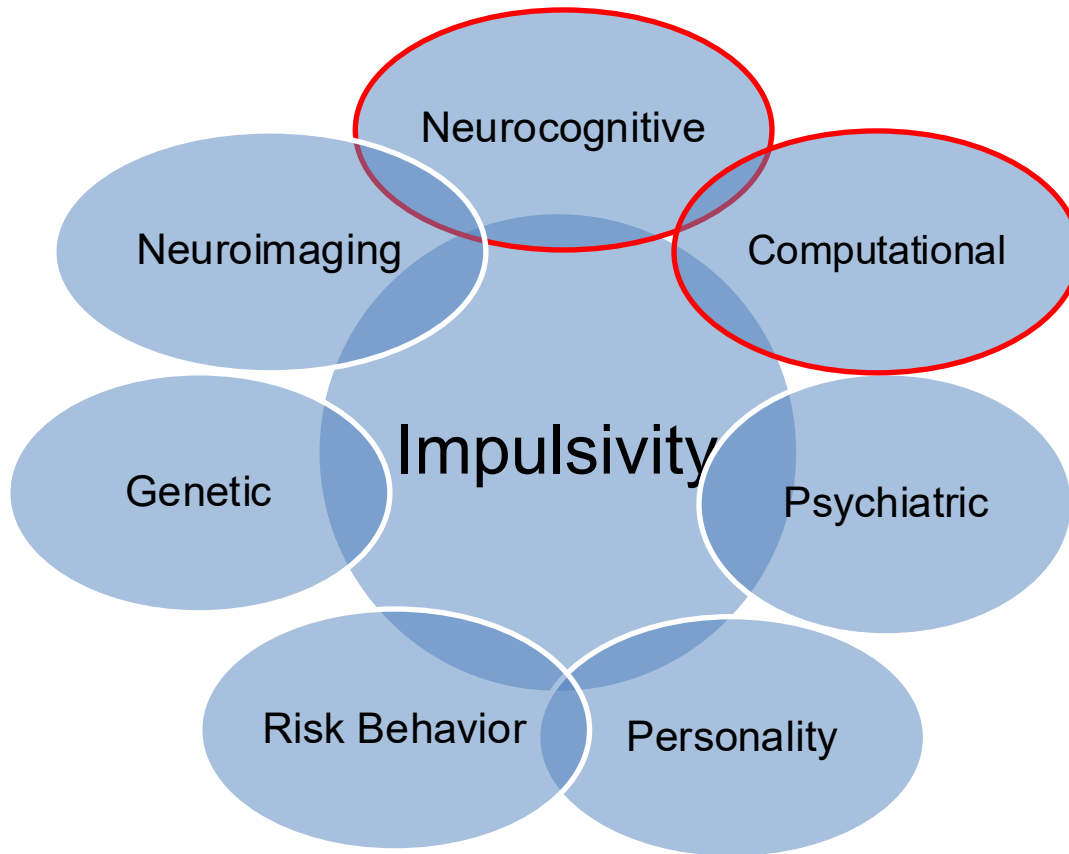 Neurocognitive
Neuroimaging
Computational
Impulsivity
Genetic
Psychiatric
Risk Behavior
Personality